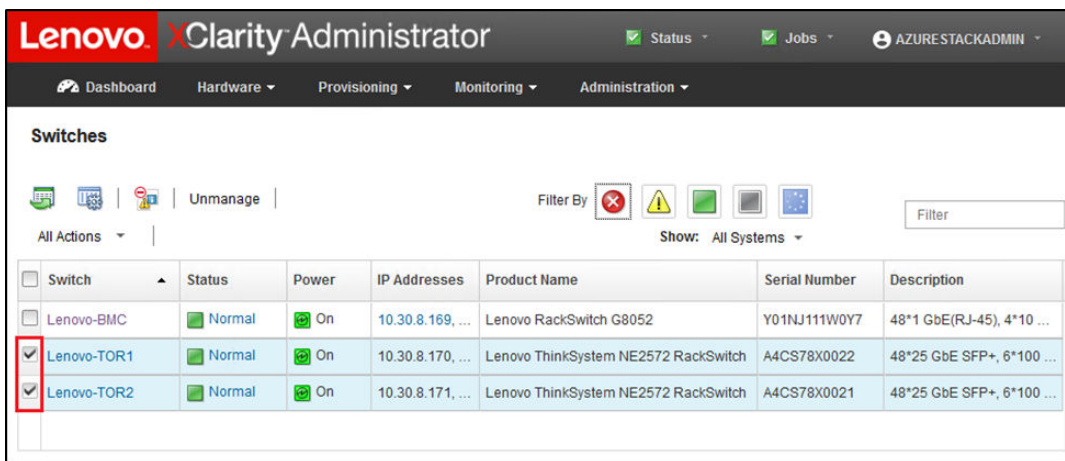 Lenovo. XClarity Administrator Status Jobs AZURESTACKADMIN
Dashboard Hardware Provisioning Monitoring Administration
Switches
Unmanage Filter By Filter
All Actions Show: All Systems
Switch Status Power IP Addresses Product Name Serial Number Description
Lenovo-BMC Normal On 10.30.8.169, ... Lenovo RackSwitch G8052 Y01NJ111W0Y7 48*1 GbE(RJ-45), 4*10 ...
Lenovo-TOR1 Normal On 10.30.8.170, ... Lenovo ThinkSystem NE2572 RackSwitch A4CS78X0022 48*25 GbE SFP+, 6*100 ...
Lenovo-TOR2 Normal On 10.30.8.171, ... Lenovo ThinkSystem NE2572 RackSwitch A4CS78X0021 48*25 GbE SFP+, 6*100 ...